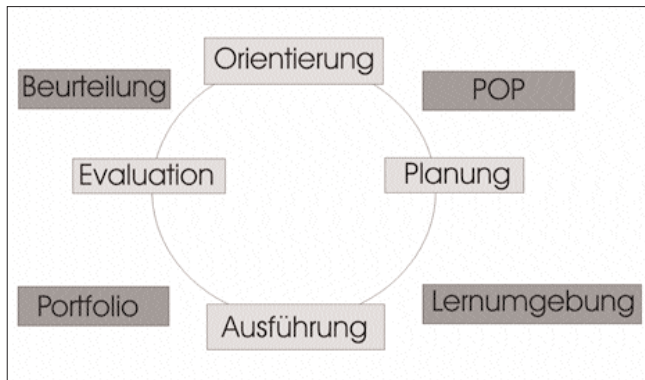 Orientierung
Beurteilung
POP
Evaluation
Planung
Portfolio
Lernumgebung
Ausführung